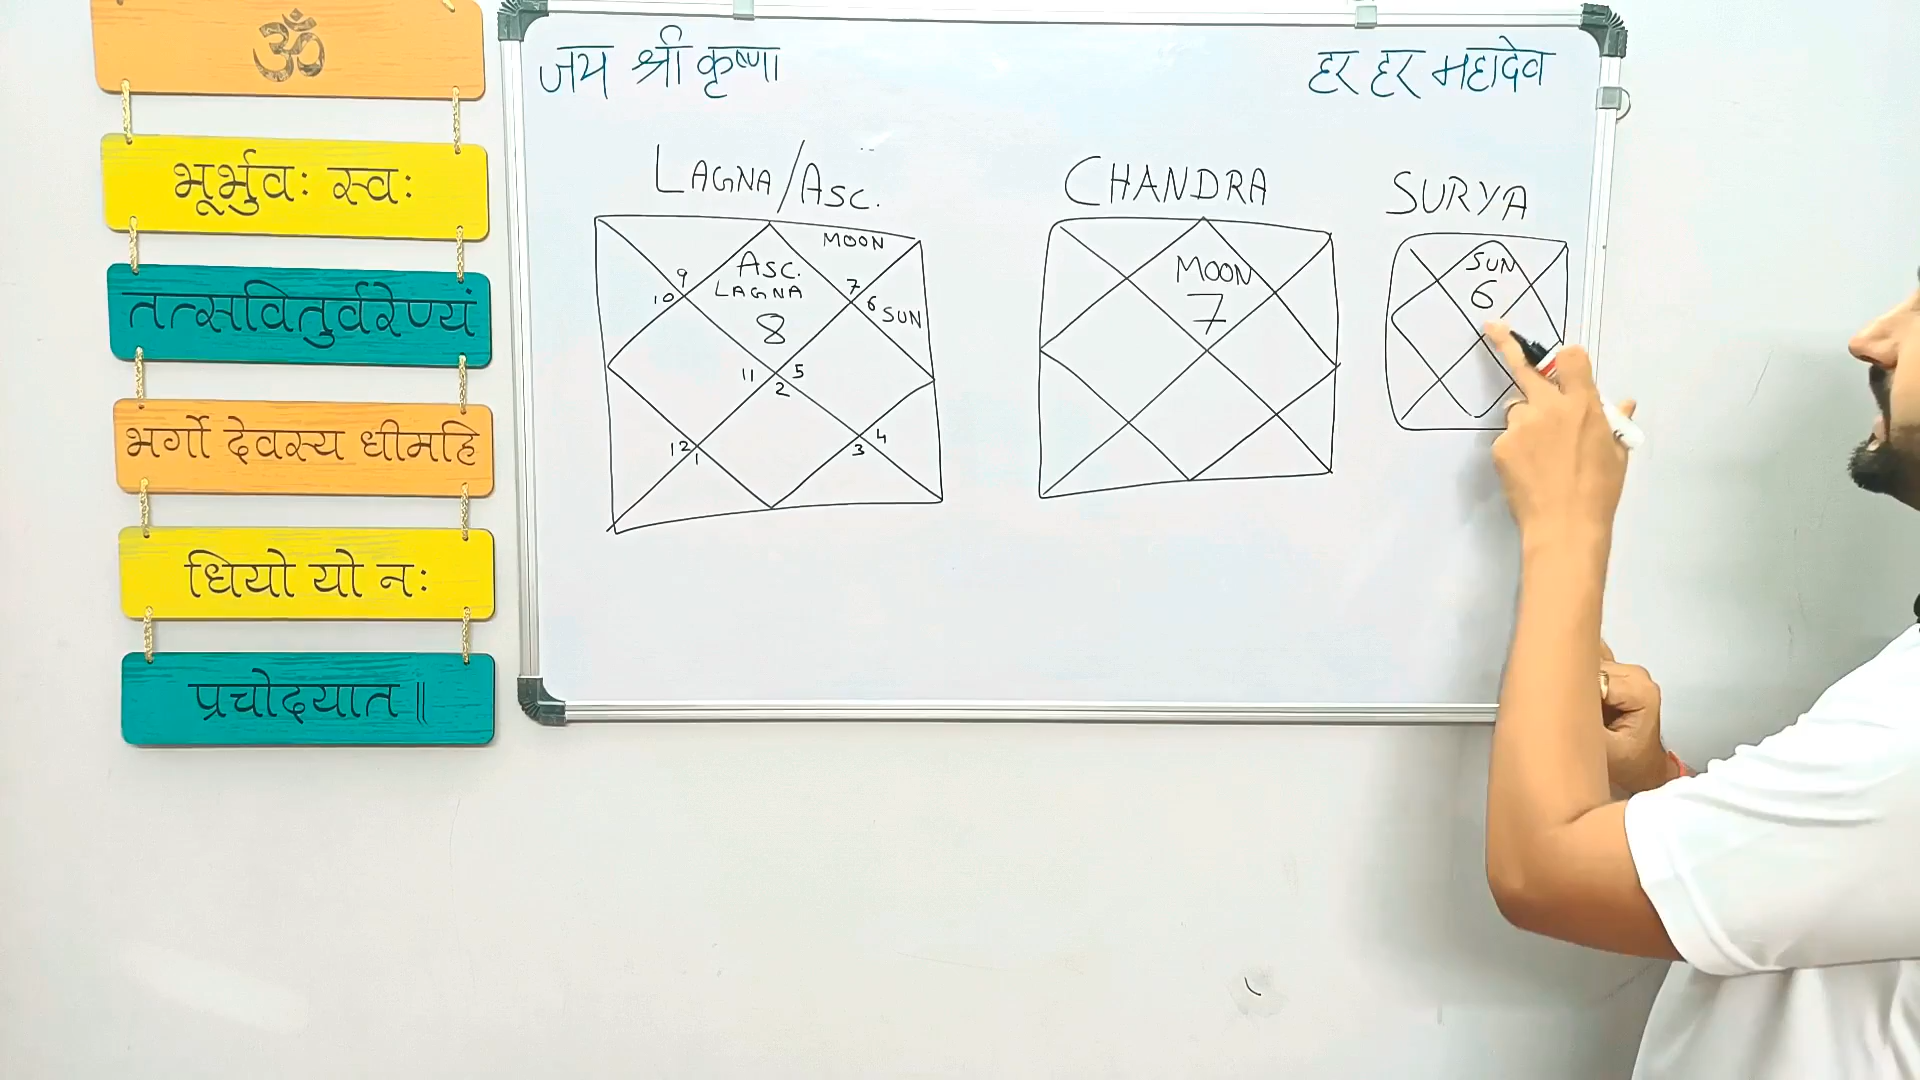 ॐ
भूर्भुवः स्वः
तत्सवितुर्वरेण्यं
भर्गो देवस्य धीमहि
धियो यो नः
प्रचोदयात॥
जय श्री कृष्णा
हर हर महादेव
LAGNA/ASC.
MOON
ASC.
LAGNA
8
9
10
7
6 SUN
11
5
2
12
1
4
3
CHANDRA
MOON
7
SURYA
SUN
6